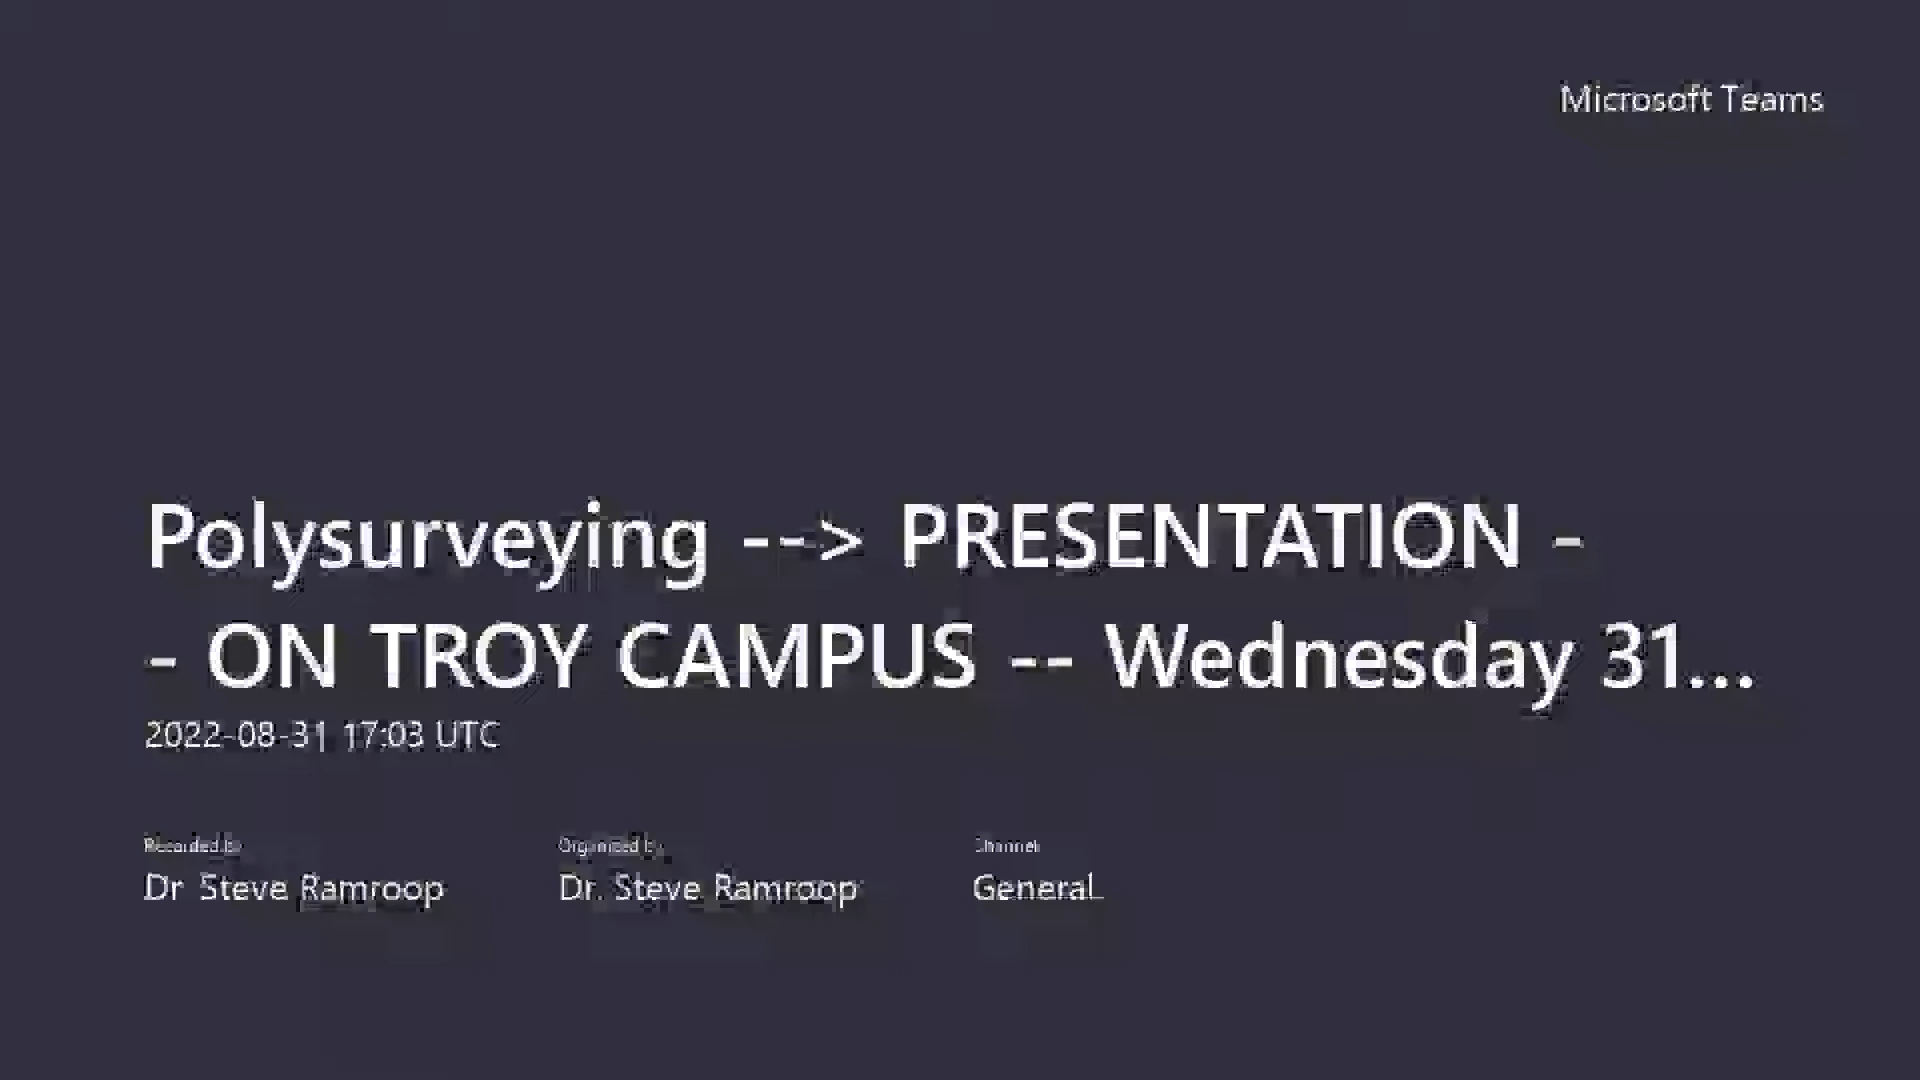 Microsoft Teams
Polysurveying --> PRESENTATION -
- ON TROY CAMPUS -- Wednesday 31...
2022-08-31 17:03 UTC
Recorded by
Organized by
Channel
Dr Steve Ramroop
Dr. Steve Ramroop
General